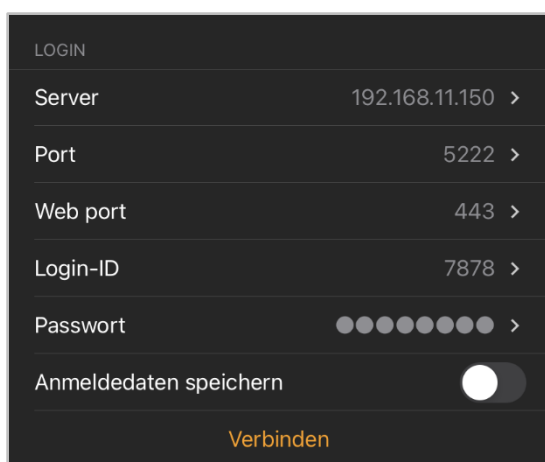 LOGIN
Server 192.168.11.150 >
Port 5222 >
Web port 443 >
Login-ID 7878 >
Passwort ●●●●●●●● >
Anmeldedaten speichern
Verbinden